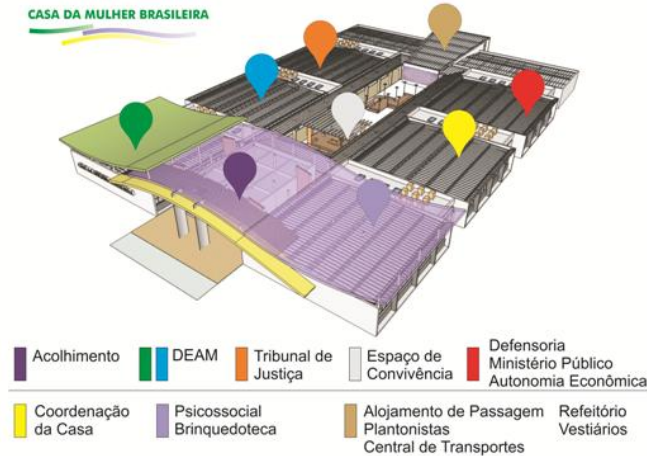 CASA DA MULHER BRASILEIRA
Acolhimento
DEAM
Tribunal de
Justiça
Espaço de
Convivência
Defensoria
Ministério Público
Autonomia Econômica
Coordenação
da Casa
Psicossocial
Brinquedoteca
Alojamento de Passagem
Plantonistas
Central de Transportes
Refeitório
Vestiários